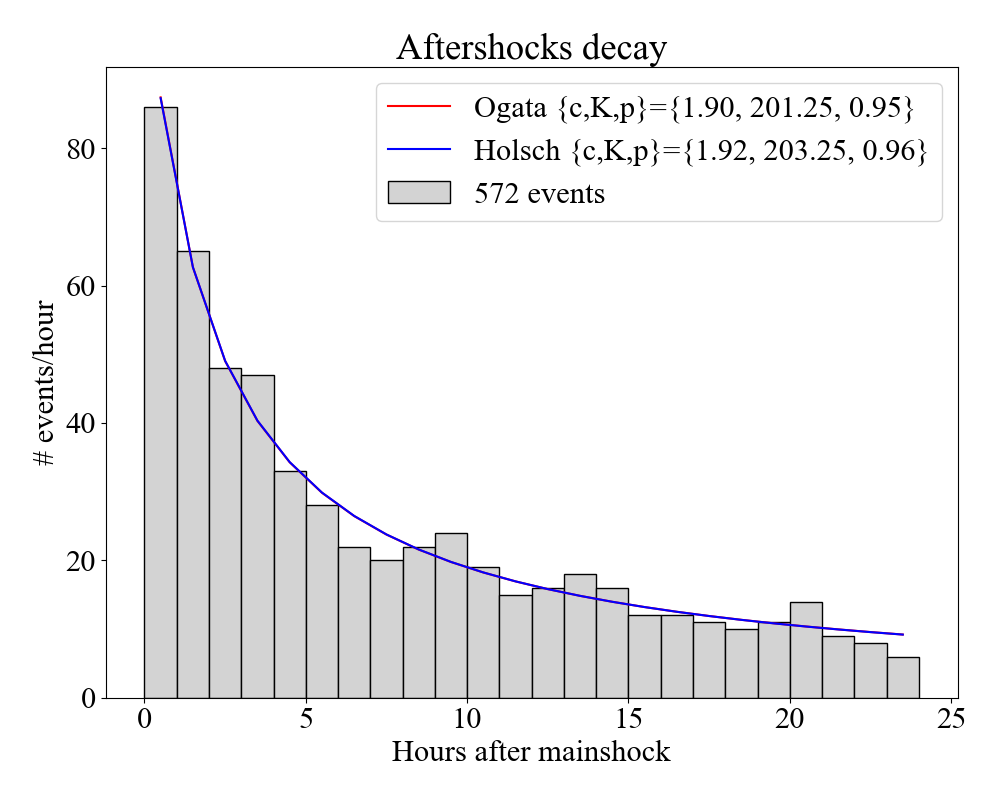 Aftershocks decay
Ogata {c,K,p}={1.90, 201.25, 0.95}
Holsch {c,K,p}={1.92, 203.25, 0.96}
572 events
# events/hour
80
60
40
20
0
0 5 10 15 20 25
Hours after mainshock